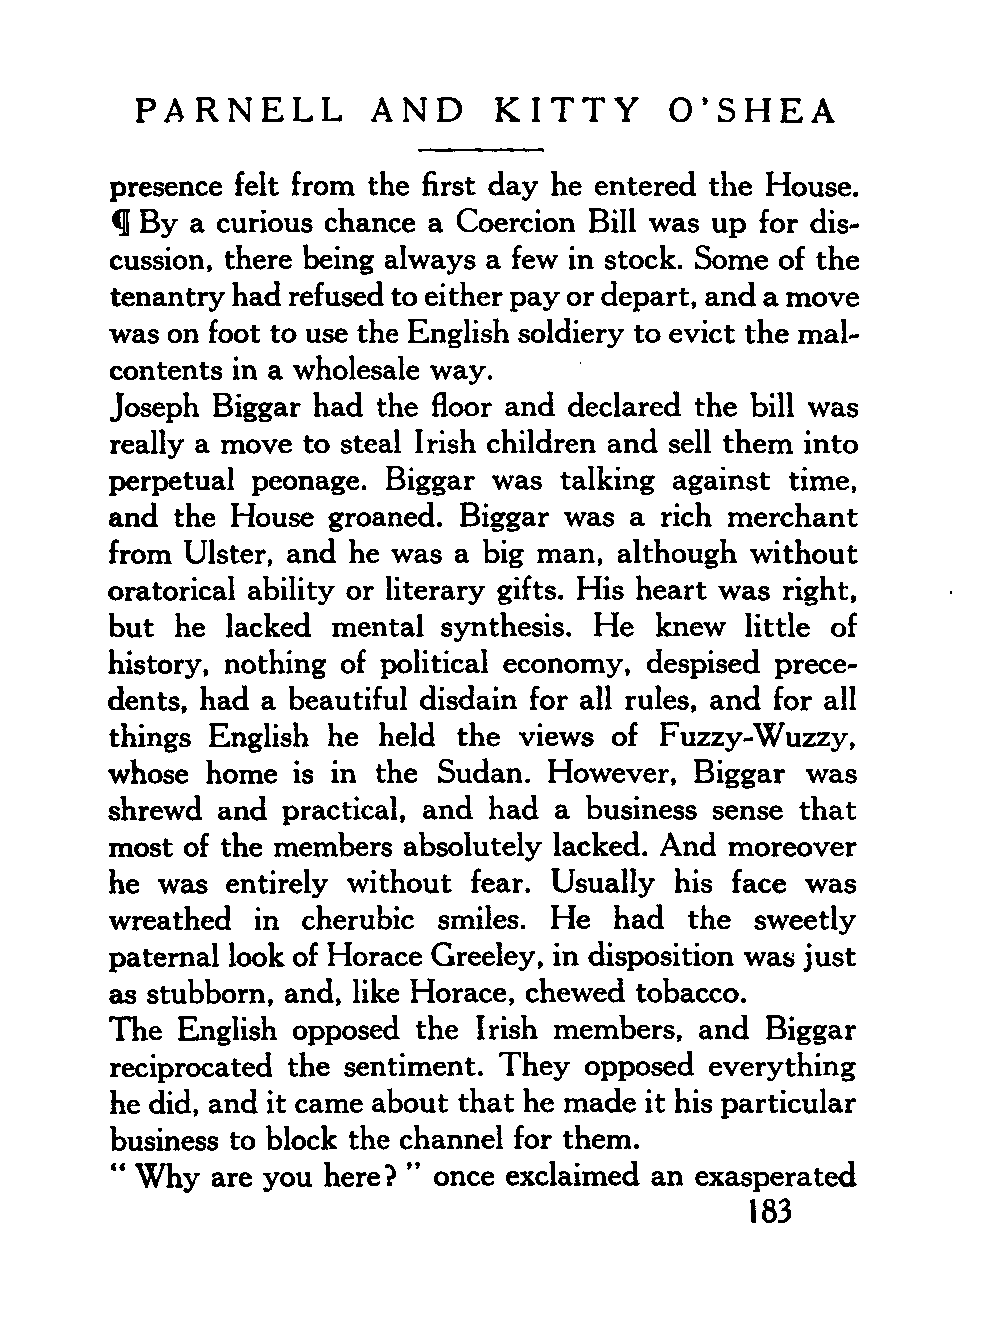 PARNELL AND KITTY O'SHEA
presence felt from the first day he entered the House.
¶ By a curious chance a Coercion Bill was up for dis-
cussion, there being always a few in stock. Some of the
tenantry had refused to either pay or depart, and a move
was on foot to use the English soldiery to evict the mal-
contents in a wholesale way.
Joseph Biggar had the floor and declared the bill was
really a move to steal Irish children and sell them into
perpetual peonage. Biggar was talking against time,
and the House groaned. Biggar was a rich merchant
from Ulster, and he was a big man, although without
oratorical ability or literary gifts. His heart was right,
but he lacked mental synthesis. He knew little of
history, nothing of political economy, despised prece-
dents, had a beautiful disdain for all rules, and for all
things English he held the views of Fuzzy-Wuzzy,
whose home is in the Sudan. However, Biggar was
shrewd and practical, and had a business sense that
most of the members absolutely lacked. And moreover
he was entirely without fear. Usually his face was
wreathed in cherubic smiles. He had the sweetly
paternal look of Horace Greeley, in disposition was just
as stubborn, and, like Horace, chewed tobacco.
The English opposed the Irish members, and Biggar
reciprocated the sentiment. They opposed everything
he did, and it came about that he made it his particular
business to block the channel for them.
" Why are you here? " once exclaimed an exasperated
183